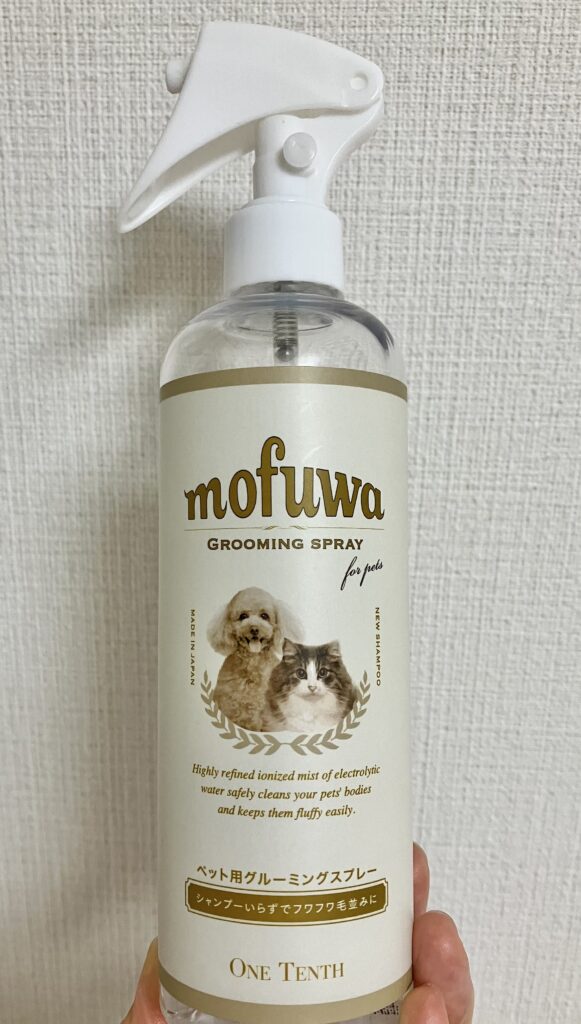 mofuwa
GROOMING SPRAY
for pets
MADE IN JAPAN
NEW SHAMPOO
Highly refined ionized mist of electrolytic
water safely cleans your pets' bodies
and keeps them fluffy easily.
ペット用グルーミングスプレー
シャンプーいらずでフワフワ毛並みに
ONE TENTH